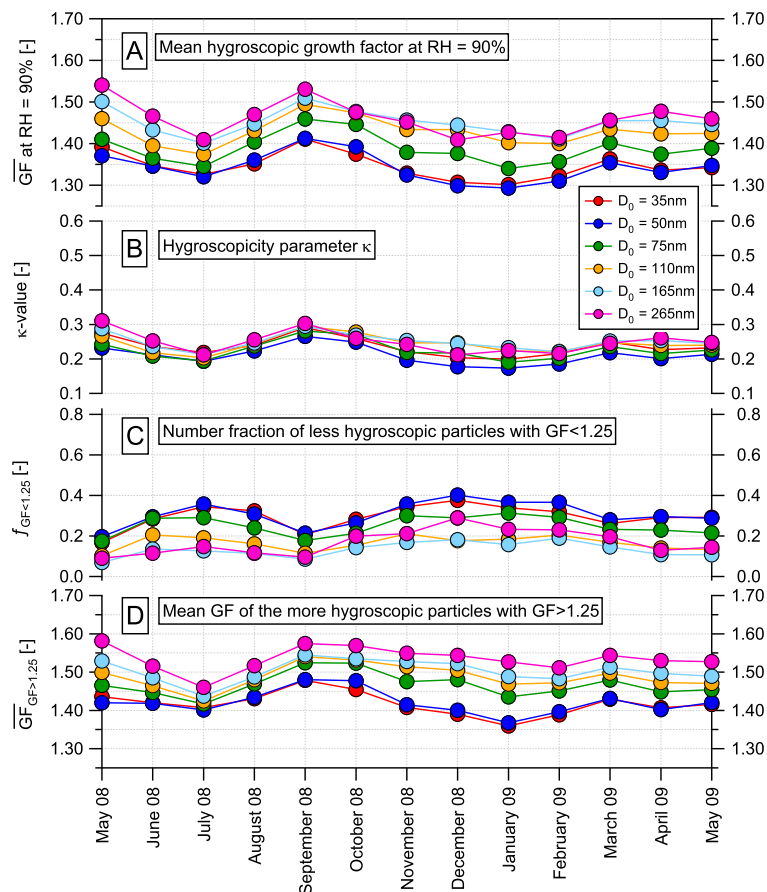 1.70
1.70
A
Mean hygroscopic growth factor at RH = 90%
1.60
1.60
1.50
1.50
1.40
1.40
1.30
1.30
GF at RH = 90% [-]
D0 = 35nm
D0 = 50nm
D0 = 75nm
D0 = 110nm
D0 = 165nm
D0 = 265nm
0.6
0.6
B
Hygroscopicity parameter κ
0.5
0.5
0.4
0.4
0.3
0.3
0.2
0.2
0.1
0.1
κ-value [-]
0.8
0.8
C
Number fraction of less hygroscopic particles with GF<1.25
0.6
0.6
0.4
0.4
0.2
0.2
0.0
0.0
f GF<1.25 [-]
1.70
1.70
D
Mean GF of the more hygroscopic particles with GF>1.25
1.60
1.60
1.50
1.50
1.40
1.40
1.30
1.30
GF GF>1.25 [-]
May 08
June 08
July 08
August 08
September 08
October 08
November 08
December 08
January 09
February 09
March 09
April 09
May 09